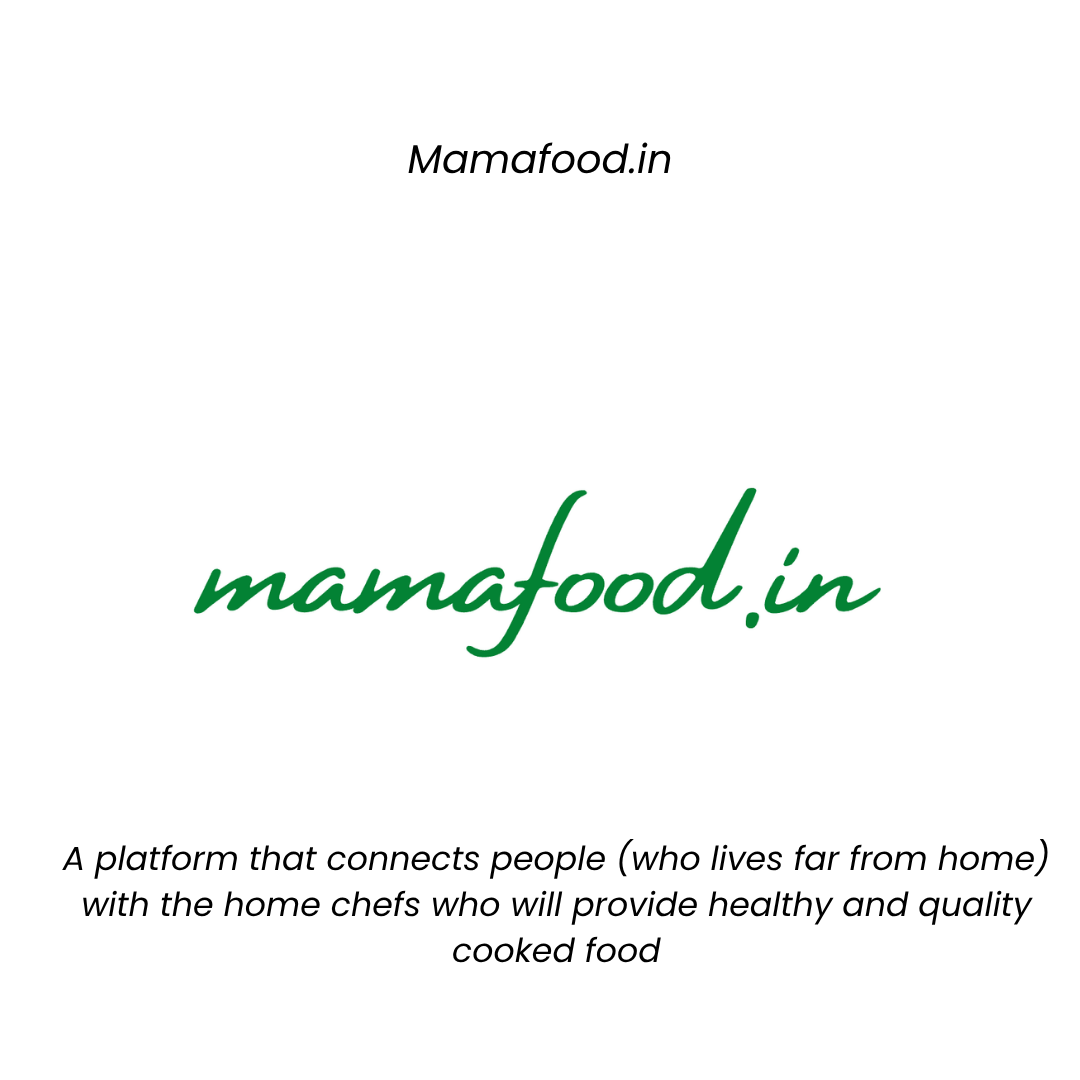 Mamafood.in
mamafood.in
A platform that connects people (who lives far from home)
with the home chefs who will provide healthy and quality
cooked food